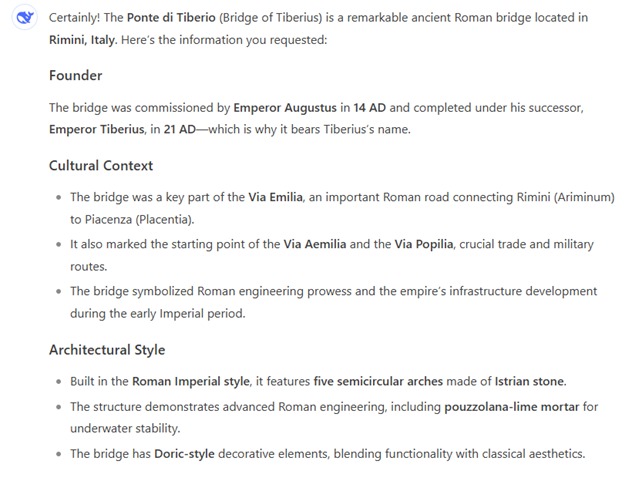 Certainly! The Ponte di Tiberio (Bridge of Tiberius) is a remarkable ancient Roman bridge located in
Rimini, Italy. Here's the information you requested:
Founder
The bridge was commissioned by Emperor Augustus in 14 AD and completed under his successor,
Emperor Tiberius, in 21 AD—which is why it bears Tiberius's name.
Cultural Context
• The bridge was a key part of the Via Emilia, an important Roman road connecting Rimini (Ariminum)
to Piacenza (Placentia).
• It also marked the starting point of the Via Aemilia and the Via Popilia, crucial trade and military
routes.
• The bridge symbolized Roman engineering prowess and the empire's infrastructure development
during the early Imperial period.
Architectural Style
• Built in the Roman Imperial style, it features five semicircular arches made of Istrian stone.
• The structure demonstrates advanced Roman engineering, including pouzzolana-lime mortar for
underwater stability.
• The bridge has Doric-style decorative elements, blending functionality with classical aesthetics.